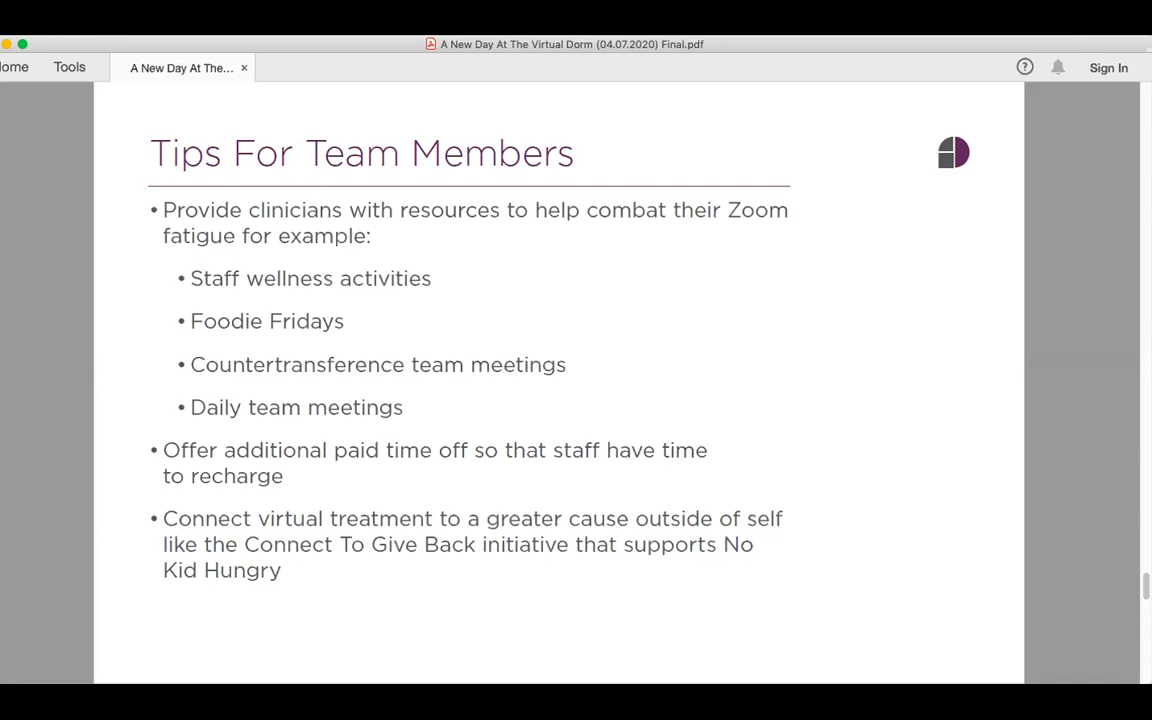 A New Day At The Virtual Dorm (04.07.2020) Final.pdf
Tools
A New Day At The... ×
Sign In
Tips For Team Members
• Provide clinicians with resources to help combat their Zoom
fatigue for example:
• Staff wellness activities
• Foodie Fridays
• Countertransference team meetings
• Daily team meetings
• Offer additional paid time off so that staff have time
to recharge
• Connect virtual treatment to a greater cause outside of self
like the Connect To Give Back initiative that supports No
Kid Hungry